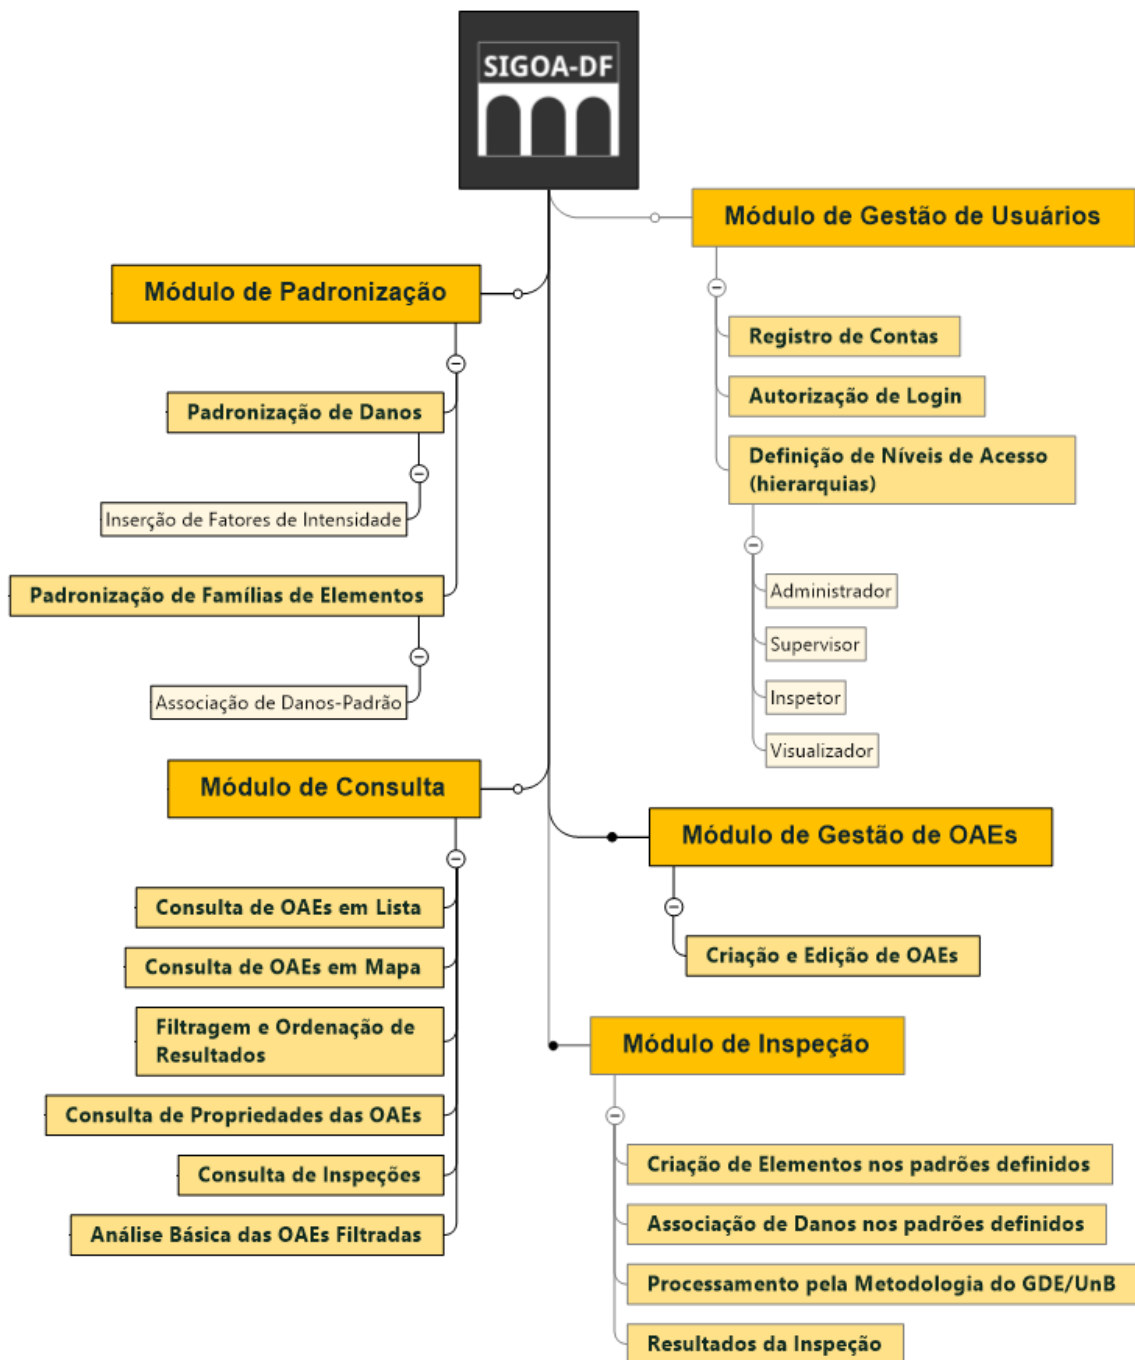 SIGOA-DF
Módulo de Gestão de Usuários
Registro de Contas
Autorização de Login
Definição de Níveis de Acesso
(hierarquias)
Administrador
Supervisor
Inspetor
Visualizador
Módulo de Padronização
Padronização de Danos
Inserção de Fatores de Intensidade
Padronização de Famílias de Elementos
Associação de Danos-Padrão
Módulo de Consulta
Consulta de OAEs em Lista
Consulta de OAEs em Mapa
Filtragem e Ordenação de
Resultados
Consulta de Propriedades das OAEs
Consulta de Inspeções
Análise Básica das OAEs Filtradas
Módulo de Gestão de OAEs
Criação e Edição de OAEs
Módulo de Inspeção
Criação de Elementos nos padrões definidos
Associação de Danos nos padrões definidos
Processamento pela Metodologia do GDE/UnB
Resultados da Inspeção